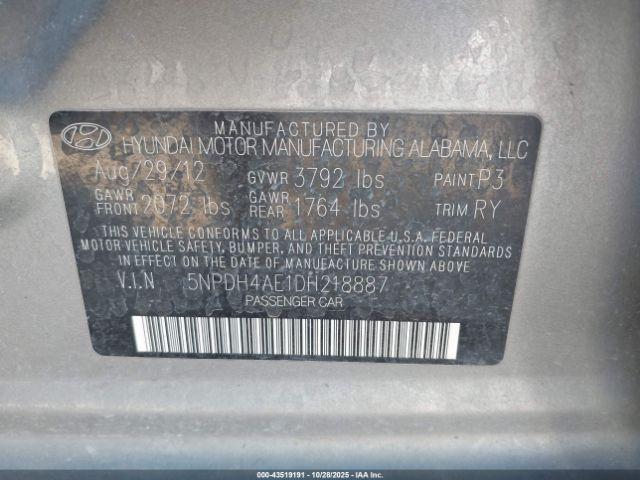 MANUFACTURED BY
HYUNDAI MOTOR MANUFACTURING ALABAMA, LLC
Aug/29/12 GVWR 3792 lbs PAINT P3
GAWR FRONT 2072 lbs GAWR REAR 1764 lbs TRIM RY
THIS VEHICLE CONFORMS TO ALL APPLICABLE U.S.A. FEDERAL
MOTOR VEHICLE SAFETY, BUMPER, AND THEFT PREVENTION STANDARDS
IN EFFECT ON THE DATE OF MANUFACTURE SHOWN ABOVE.
V.I.N 5NPDH4AE1DH218887
PASSENGER CAR
000-43519191 - 10/28/2025 - IAAI.COM